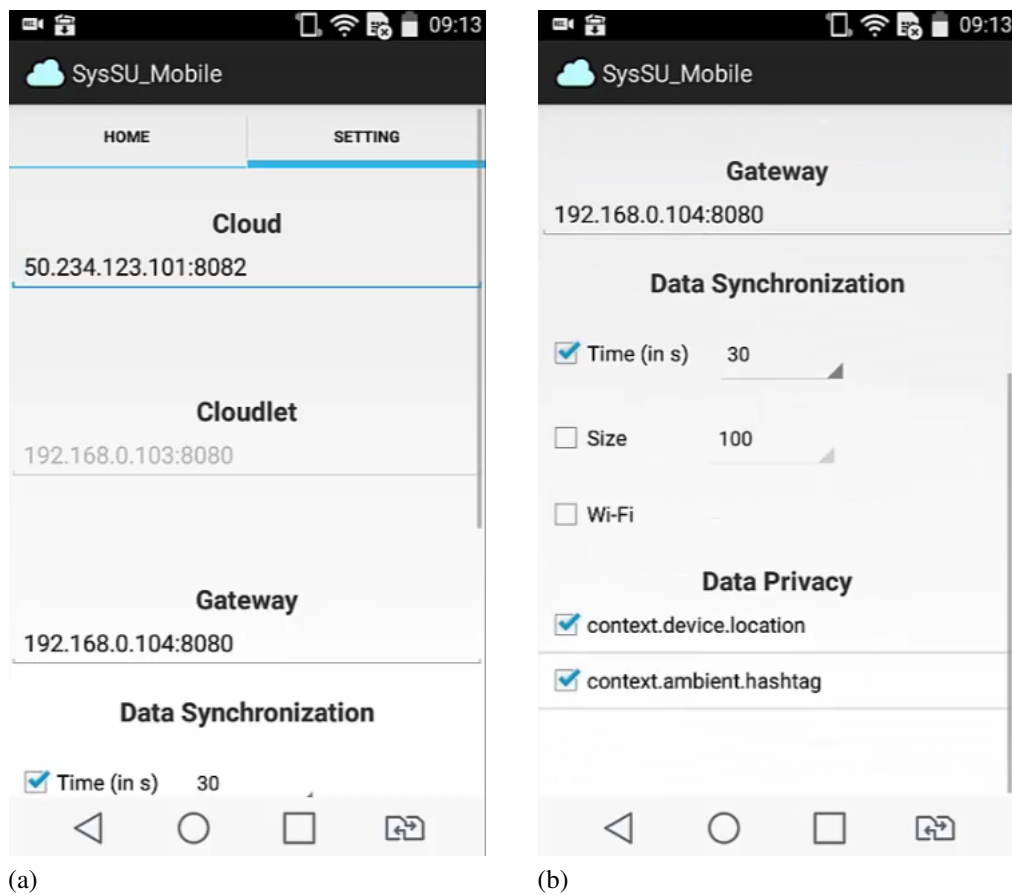 09:13
SysSU_Mobile
HOME SETTING
Cloud
50.234.123.101:8082
Cloudlet
192.168.0.103:8080
Gateway
192.168.0.104:8080
Data Synchronization
Time (in s) 30
(a)
09:13
SysSU_Mobile
Gateway
192.168.0.104:8080
Data Synchronization
Time (in s) 30
Size 100
Wi-Fi
Data Privacy
context.device.location
context.ambient.hashtag
(b)